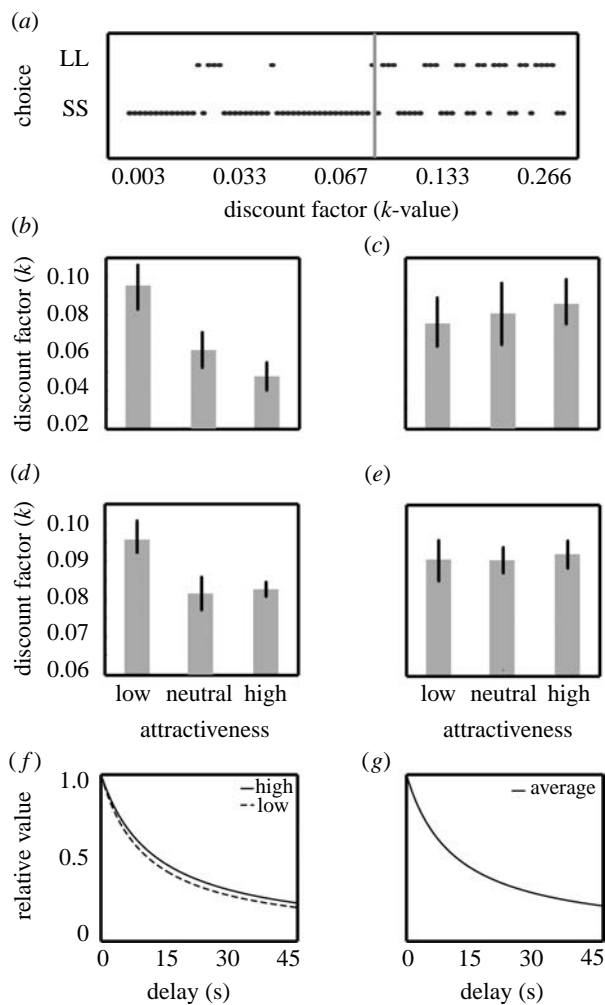 (a)
LL
choice
SS
0.003 0.033 0.067 0.133 0.266
discount factor (k-value)
(b) (c)
0.10
0.08
discount factor (k)
0.06
0.04
0.02
(d) (e)
0.10
0.09
discount factor (k)
0.08
0.07
0.06
low neutral high low neutral high
attractiveness attractiveness
(f) (g)
1.0
high average
low
relative value
0.5
0
0 15 30 45 0 15 30 45
delay (s) delay (s)